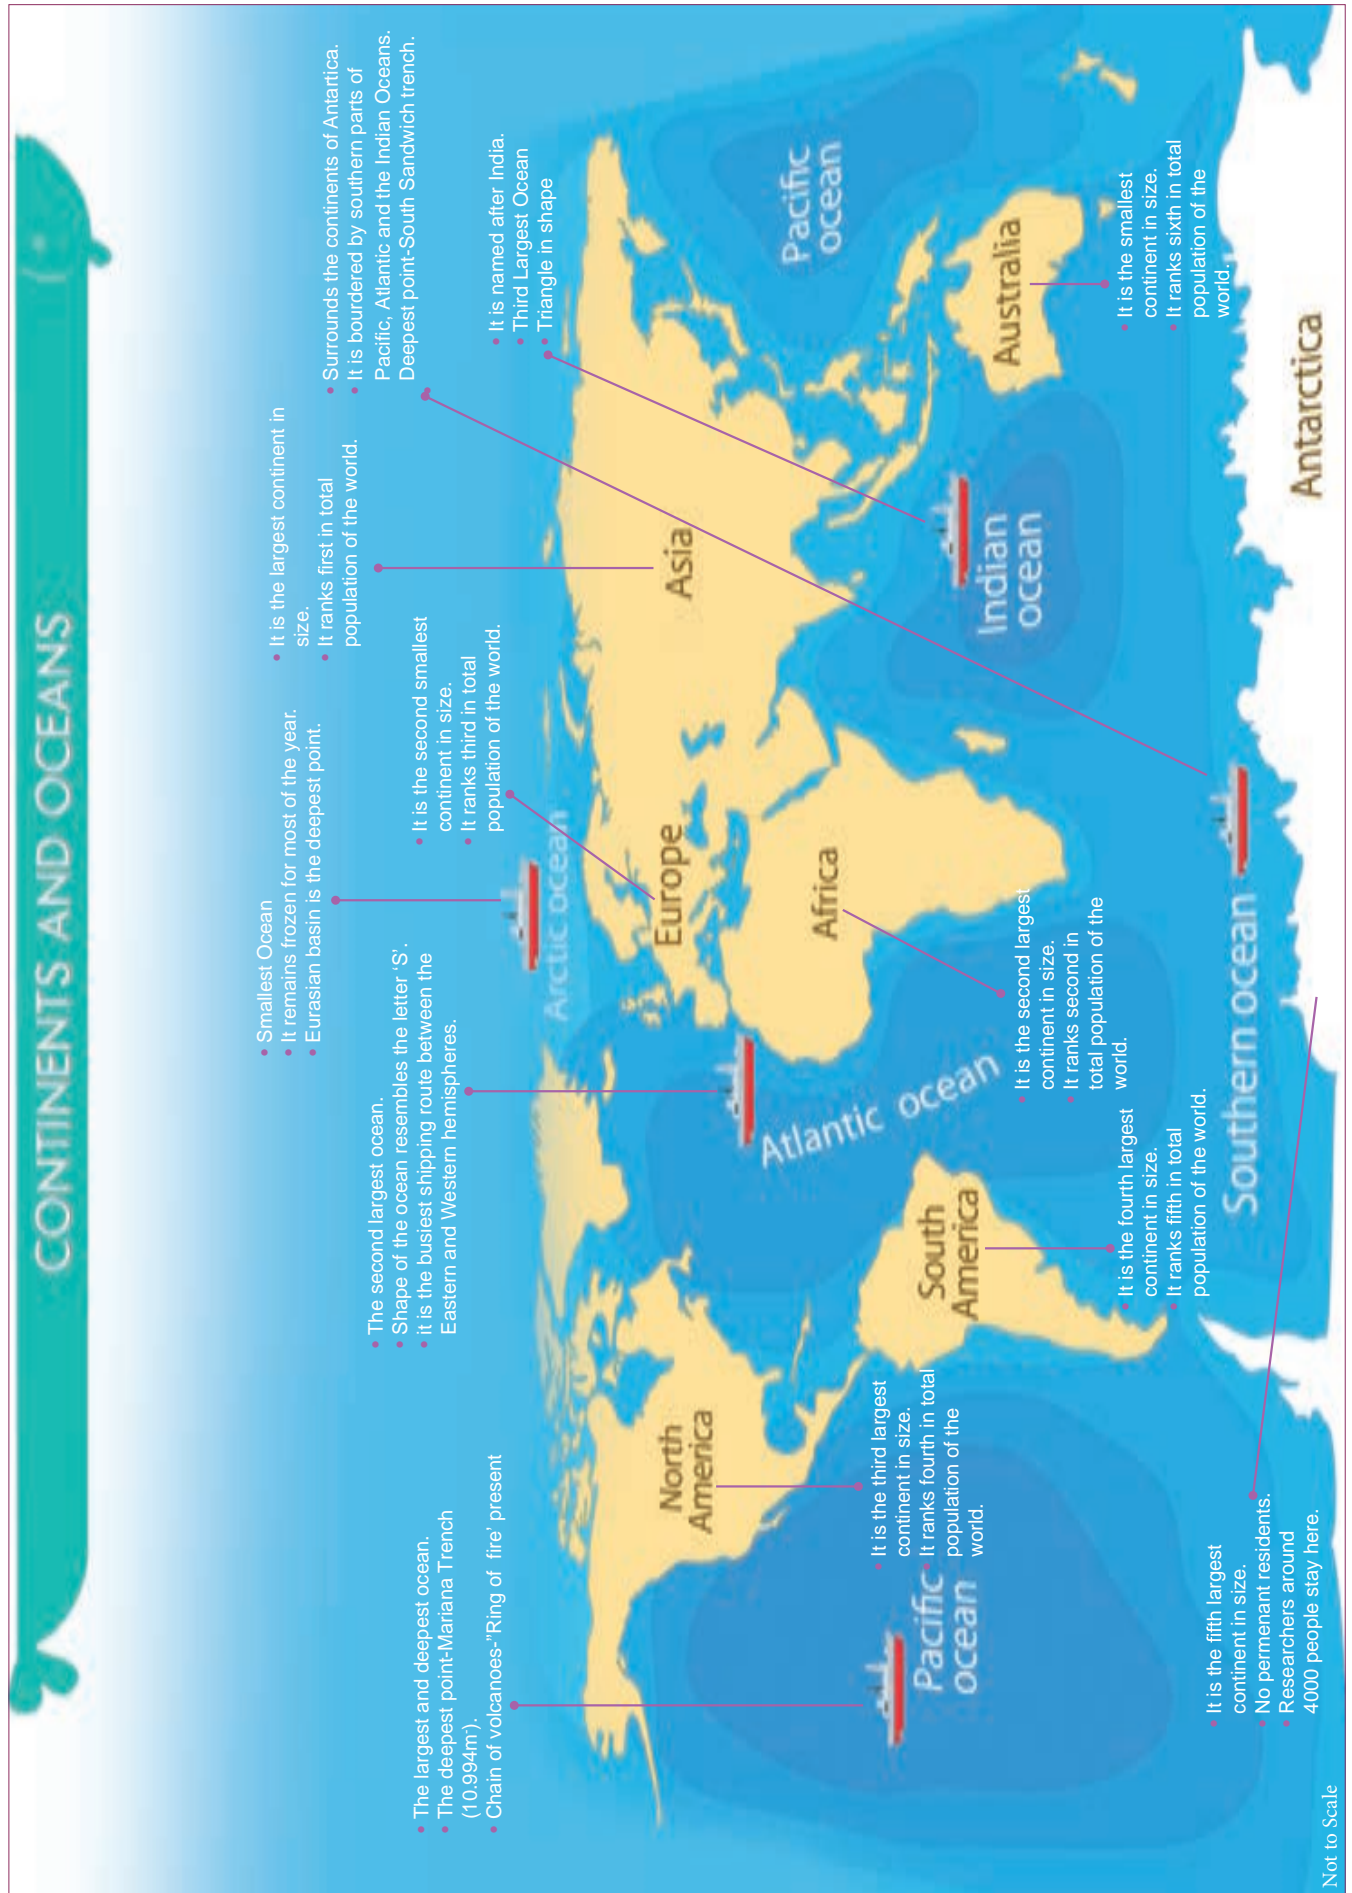 CONTINENTS AND OCEANS
• The largest and deepest ocean.
• The deepest point-Mariana Trench
(10.994m).
• Chain of volcanoes-"Ring of fire' present
• The second largest ocean.
• Shape of the ocean resembles the letter 'S'.
• it is the busiest shipping route between the
Eastern and Western hemispheres.
• Smallest Ocean
• It remains frozen for most of the year.
• Eurasian basin is the deepest point.
• It is the second smallest
continent in size.
• It ranks third in total
population of the world.
• It is the largest continent in
size.
• It ranks first in total
population of the world.
• Surrounds the continents of Antartica.
• It is bourdered by southern parts of
Pacific, Atlantic and the Indian Oceans.
Deepest point-South Sandwich trench.
• It is named after India.
• Third Largest Ocean
• Triangle in shape
Arctic ocean
North
America
Europe
Asia
Pacific
ocean
Atlantic ocean
Africa
• It is the third largest
continent in size.
• It ranks fourth in total
population of the
world.
Pacific
ocean
South
America
Indian
ocean
Australia
• It is the second largest
continent in size.
• It ranks second in
total population of the
world.
• It is the fourth largest
continent in size.
• It ranks fifth in total
population of the world.
• It is the smallest
continent in size.
• It ranks sixth in total
population of the
world.
Southern ocean
• It is the fifth largest
continent in size.
• No permenant residents.
• Researchers around
4000 people stay here.
Antarctica
Not to Scale